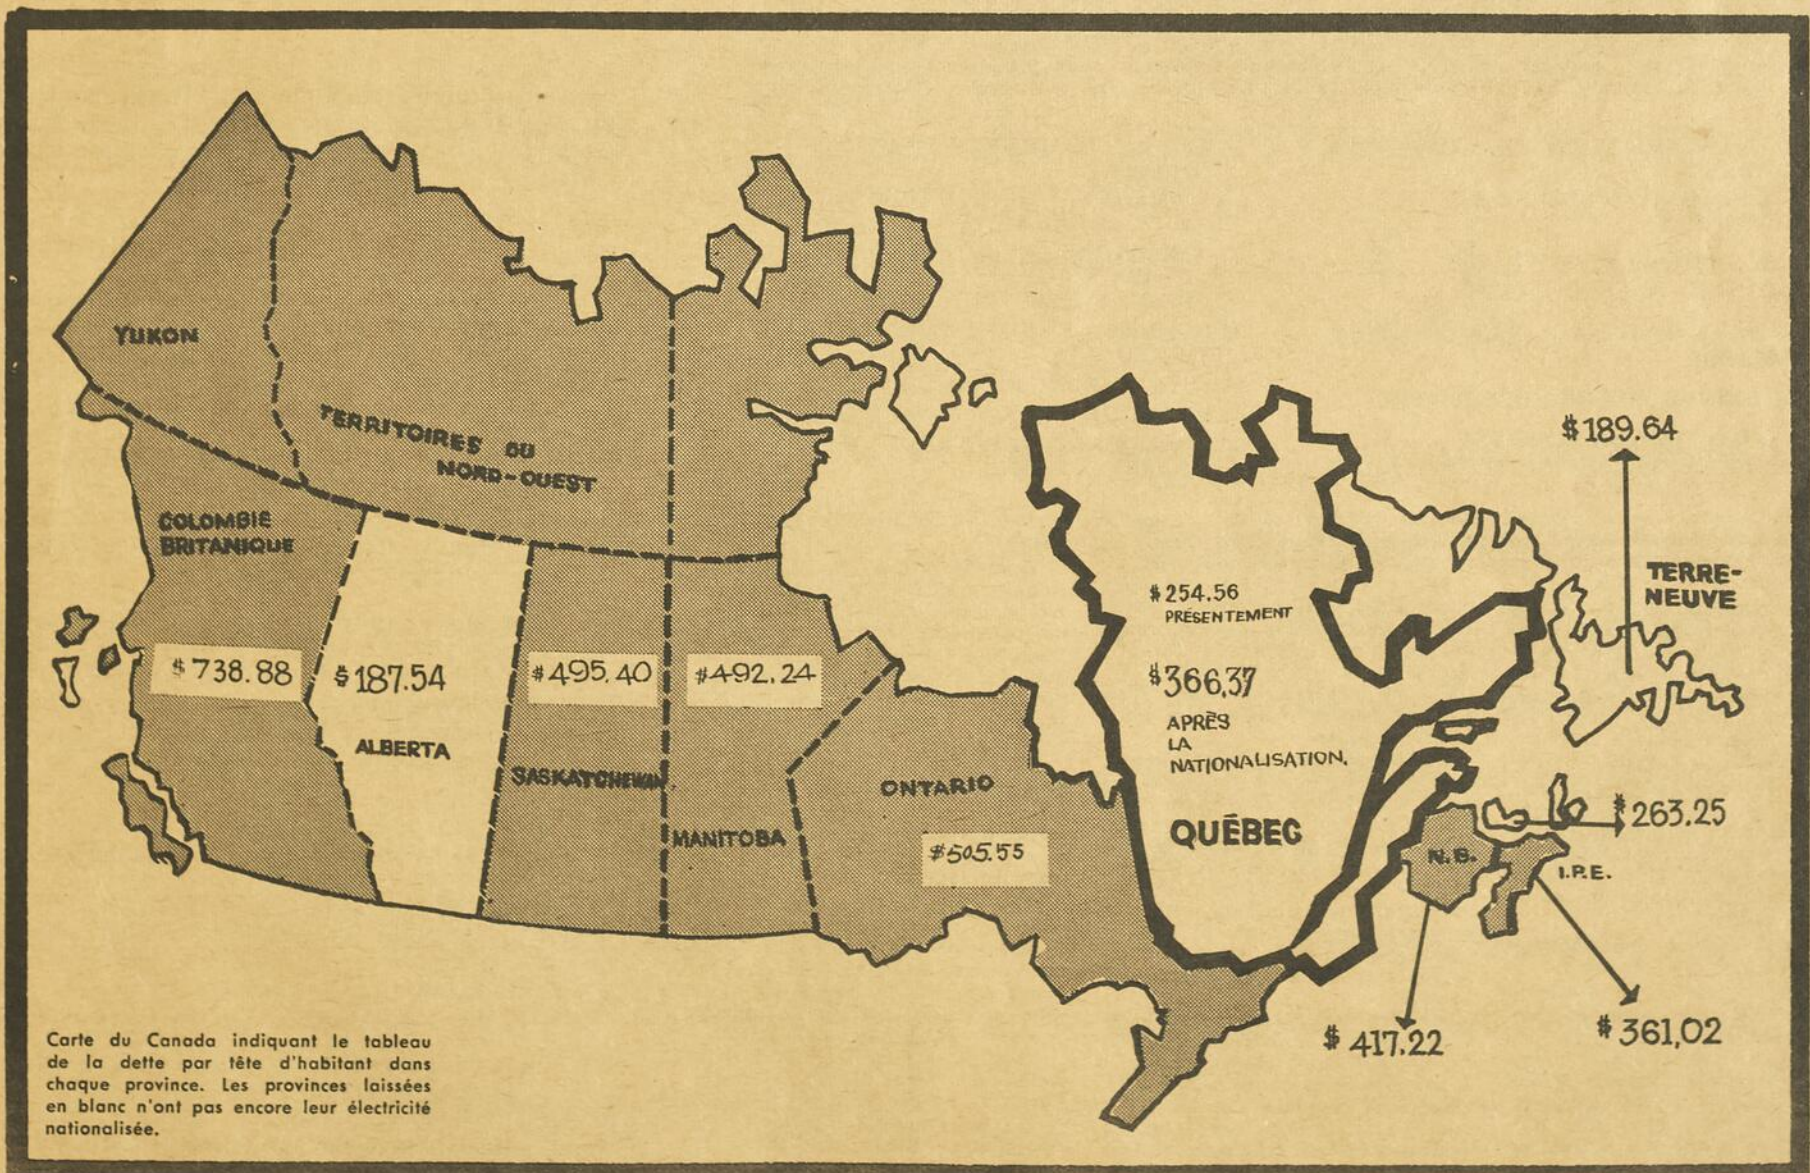 YUKON
TERRITOIRES DU
NORD-OUEST
COLOMBIE
BRITANIQUE
$738.88
$187.54
ALBERTA
$495.40
SASKATCHEWAN
$492.24
MANITOBA
ONTARIO
$505.55
$254.56
PRÉSENTEMENT
$366,37
APRÈS
LA
NATIONALISATION.
QUÉBEC
$189.64
TERRE-
NEUVE
$263.25
N.B.
I.P.E.
$417.22
$361,02
Carte du Canada indiquant le tableau
de la dette par tête d'habitant dans
chaque province. Les provinces laissées
en blanc n'ont pas encore leur électricité
nationalisée.